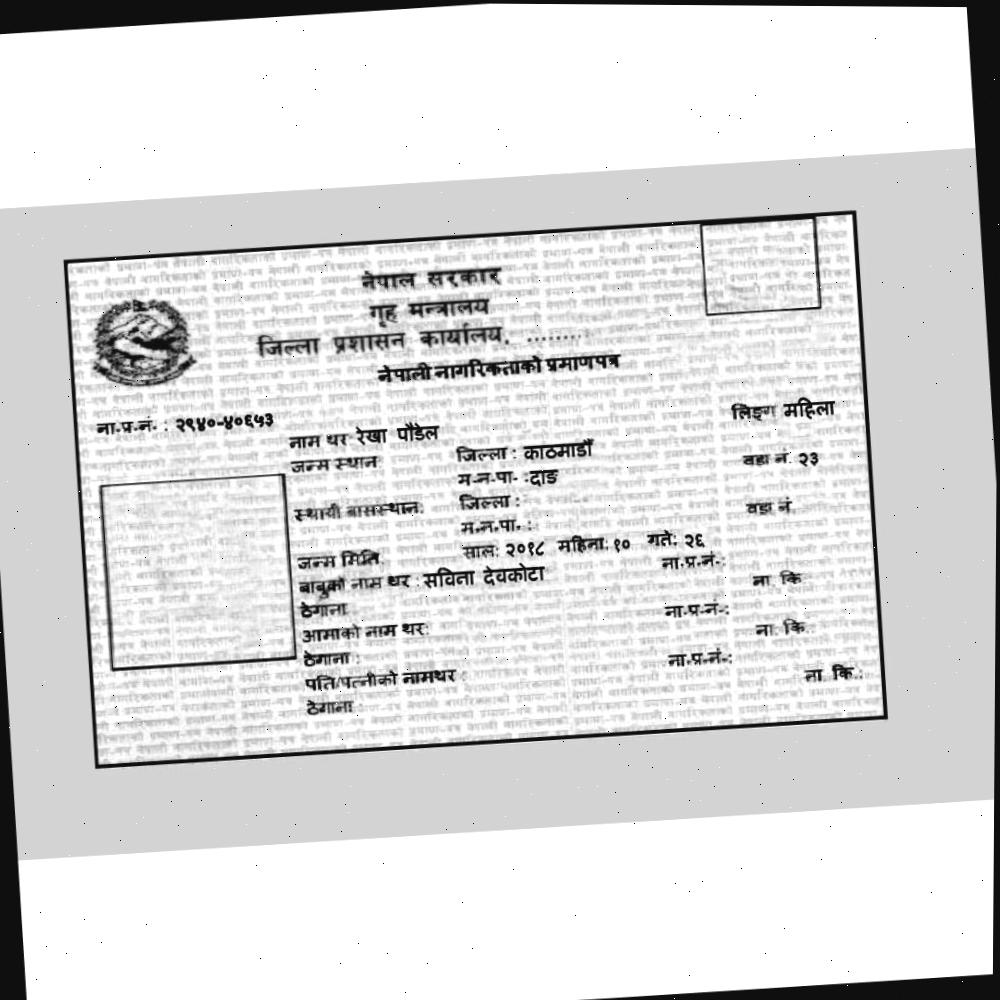 नेपाल सरकार
गृह मन्त्रालय
जिल्ला प्रशासन कार्यालय, ........
नेपाली नागरिकताको प्रमाणपत्र
ना.प्र.नं. : २९४०-४०६५३
लिङ्ग महिला
नाम थर रेखा पौडेल
जन्म स्थान: जिल्ला : काठमाडौँ
म.न.पा. :दाङ वडा नं. २३
स्थायी बासस्थान: जिल्ला :
म.न.पा. : वडा नं.
जन्म मिति: साल: २०१८ महिना: १० गते: २६
बाबुको नाम थर : सविना देवकोटा ना.प्र.नं.:
ठेगाना ना. कि.
आमाको नाम थर: ना.प्र.नं.:
ठेगाना : ना. कि.
पति/पत्नीको नामथर : ना.प्र.नं.:
ठेगाना ना. कि.: